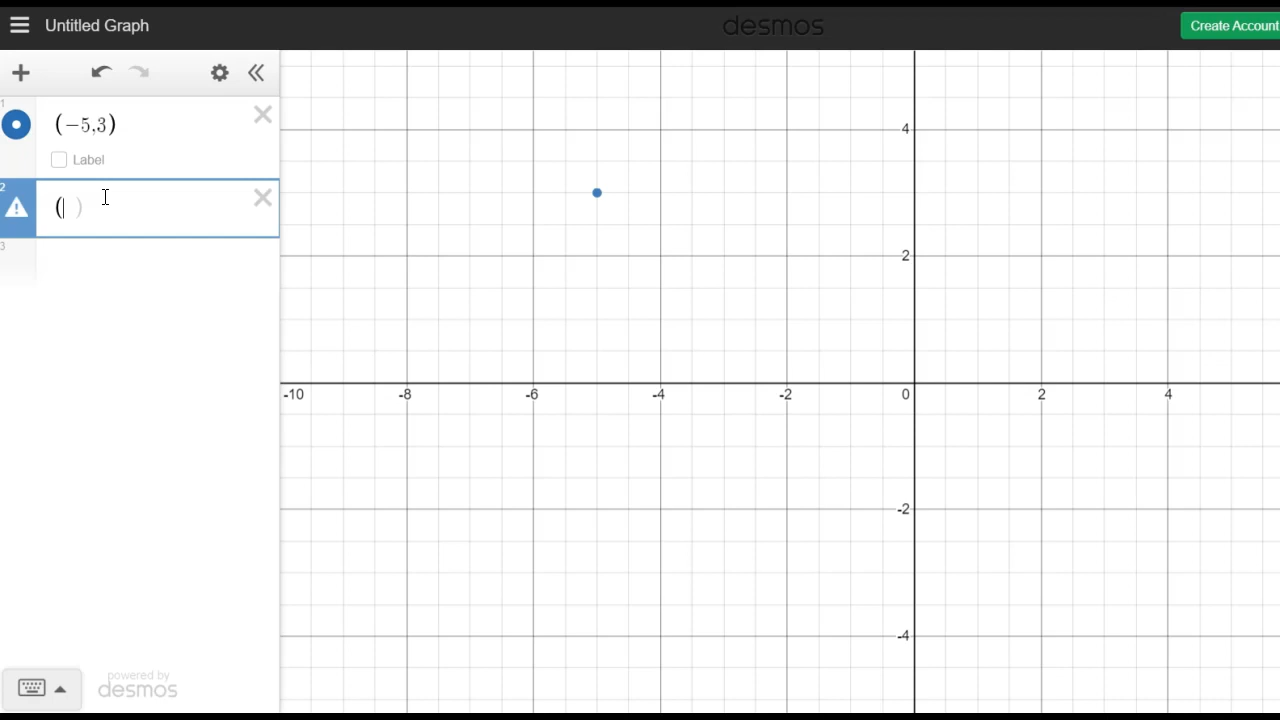 Untitled Graph
desmos
Create Account
1
(−5,3)
Label
2
( )
3
4
2
-10 -8 -6 -4 -2 0 2 4
-2
-4
powered by
desmos